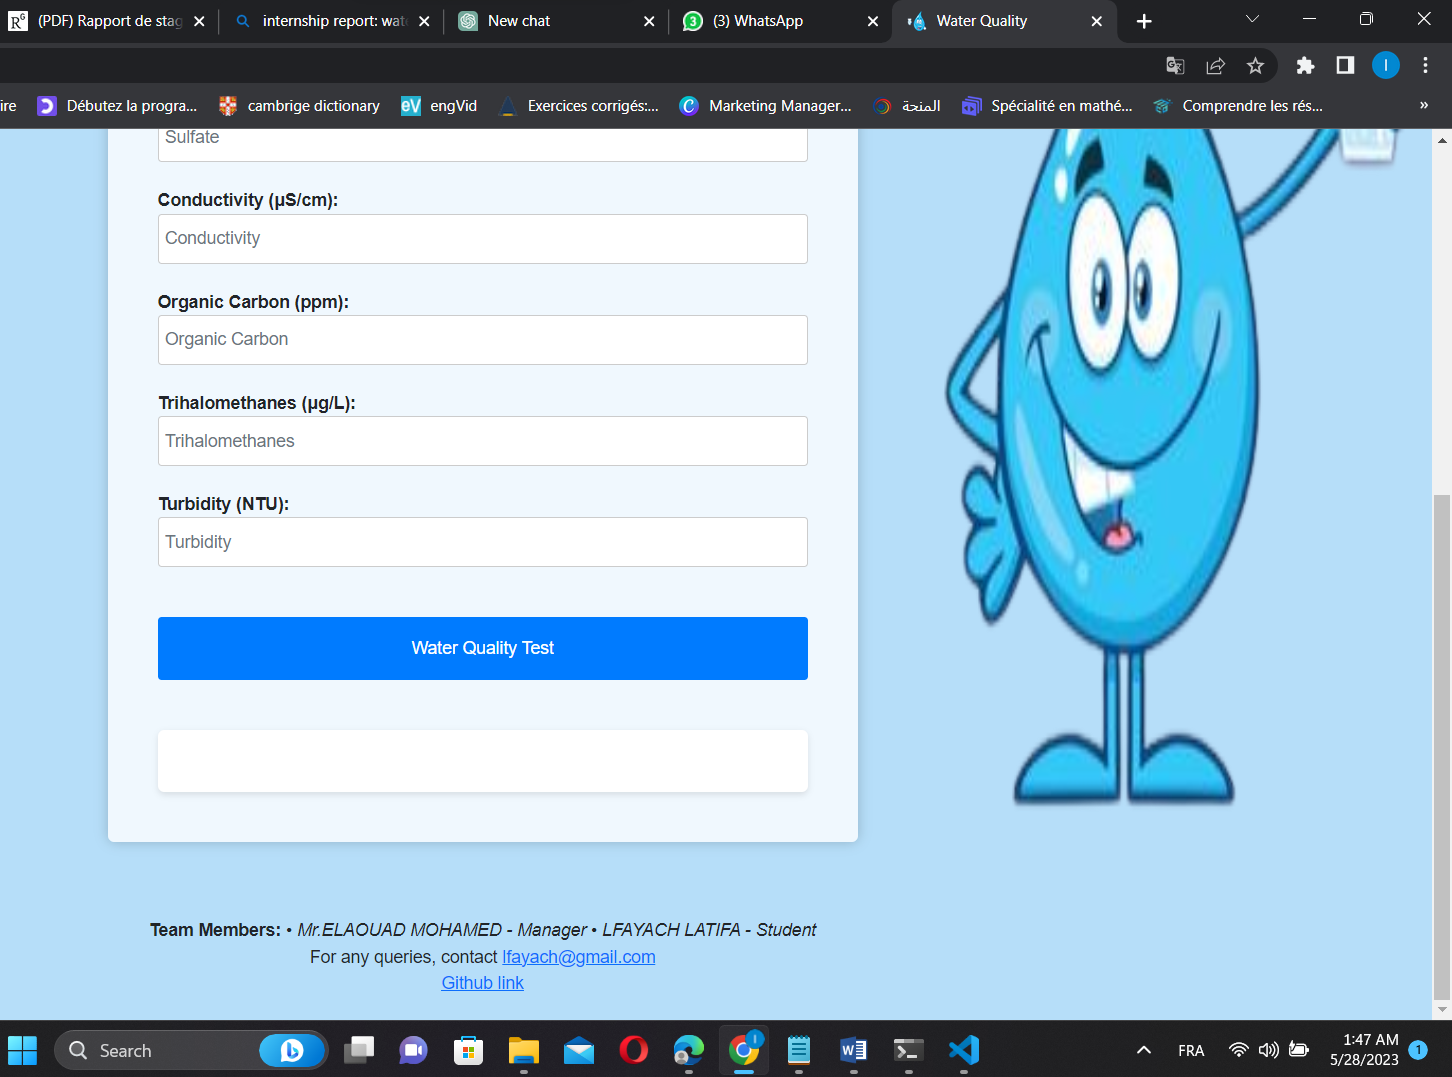 (PDF) Rapport de stag
internship report: wat
New chat
(3) WhatsApp
Water Quality
ire
Débutez la progra...
cambrige dictionary
engVid
Exercices corrigés:...
Marketing Manager...
المنحة
Spécialité en mathé...
Comprendre les rés...
»
Sulfate
Conductivity (µS/cm):
Conductivity
Organic Carbon (ppm):
Organic Carbon
Trihalomethanes (µg/L):
Trihalomethanes
Turbidity (NTU):
Turbidity
Water Quality Test
Team Members: • Mr.ELAOUAD MOHAMED - Manager • LFAYACH LATIFA - Student
For any queries, contact lfayach@gmail.com
Github link
Search
FRA
1:47 AM
5/28/2023
1